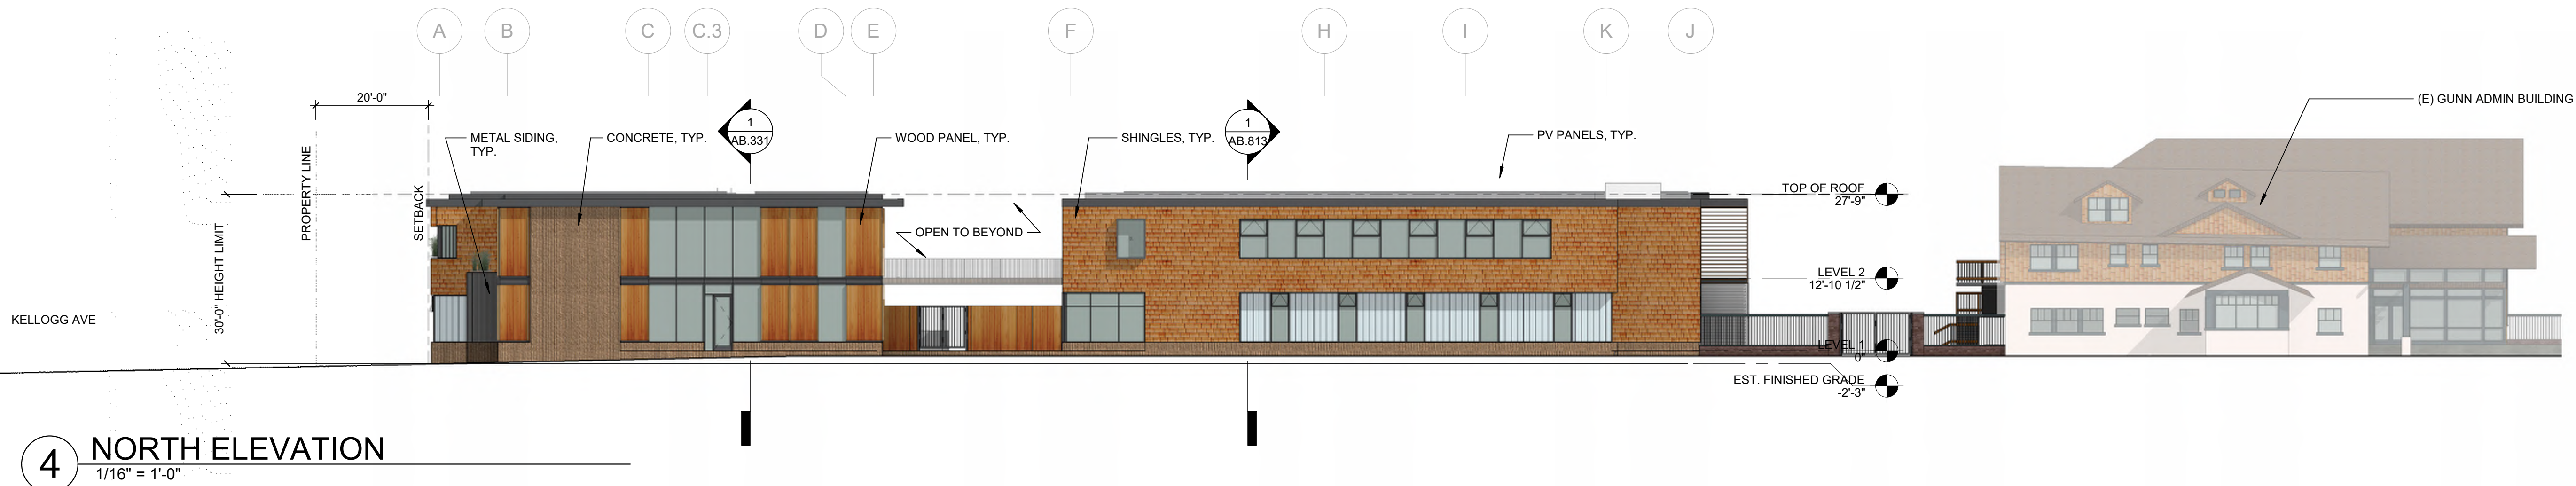 A
B
C
C.3
D
E
F
H
I
K
J
20'-0"
PROPERTY LINE
SETBACK
30'-0" HEIGHT LIMIT
KELLOGG AVE
METAL SIDING,
TYP.
CONCRETE, TYP.
1
AB.331
WOOD PANEL, TYP.
OPEN TO BEYOND
SHINGLES, TYP.
1
AB.813
PV PANELS, TYP.
(E) GUNN ADMIN BUILDING
TOP OF ROOF
27'-9"
LEVEL 2
12'-10 1/2"
LEVEL 1
0"
EST. FINISHED GRADE
-2'-3"
4
NORTH ELEVATION
1/16" = 1'-0"